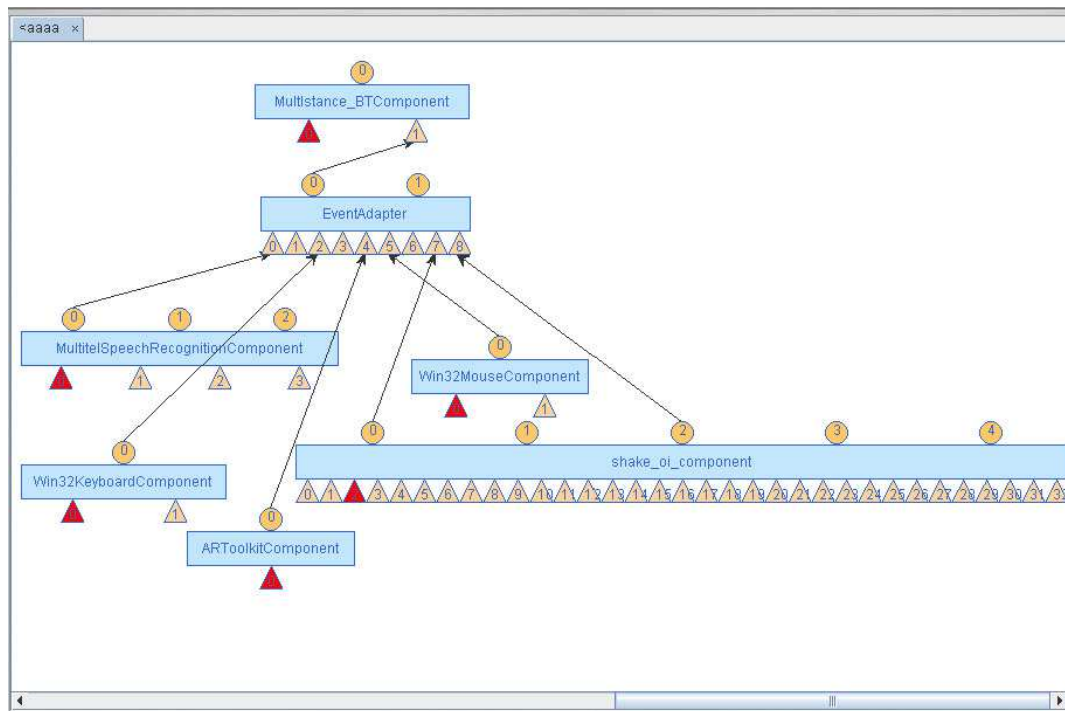 <aaaa ×
0
Multistance_BTComponent
1
0 1
EventAdapter
0 1 2 3 4 5 6 7 8
0 1 2
MultitelSpeechRecognitionComponent
1 2 3
0
Win32MouseComponent
1
0 1 2 3 4
shake_oi_component
0 1 3 4 5 6 7 8 9 10 11 12 13 14 15 16 17 18 19 20 21 22 23 24 25 26 27 28 29 30 31
0
Win32KeyboardComponent
1
0
ARToolkitComponent